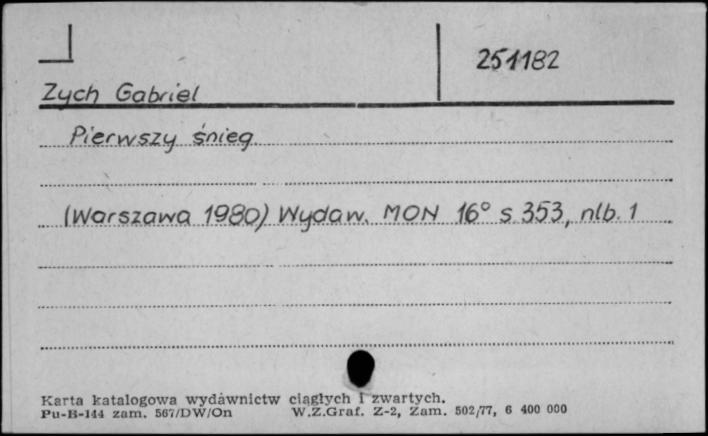 251182
Zych Gabriel
Pierwszy śnieg
(Warszawa 1980) Wydaw. MON 16° s 353, nlb. 1
Karta katalogowa wydawnictw ciągłych i zwartych.
Pu-B-144 zam. 567/DW/On W.Z.Graf. Z-2, Zam. 502/77, 6 400 000